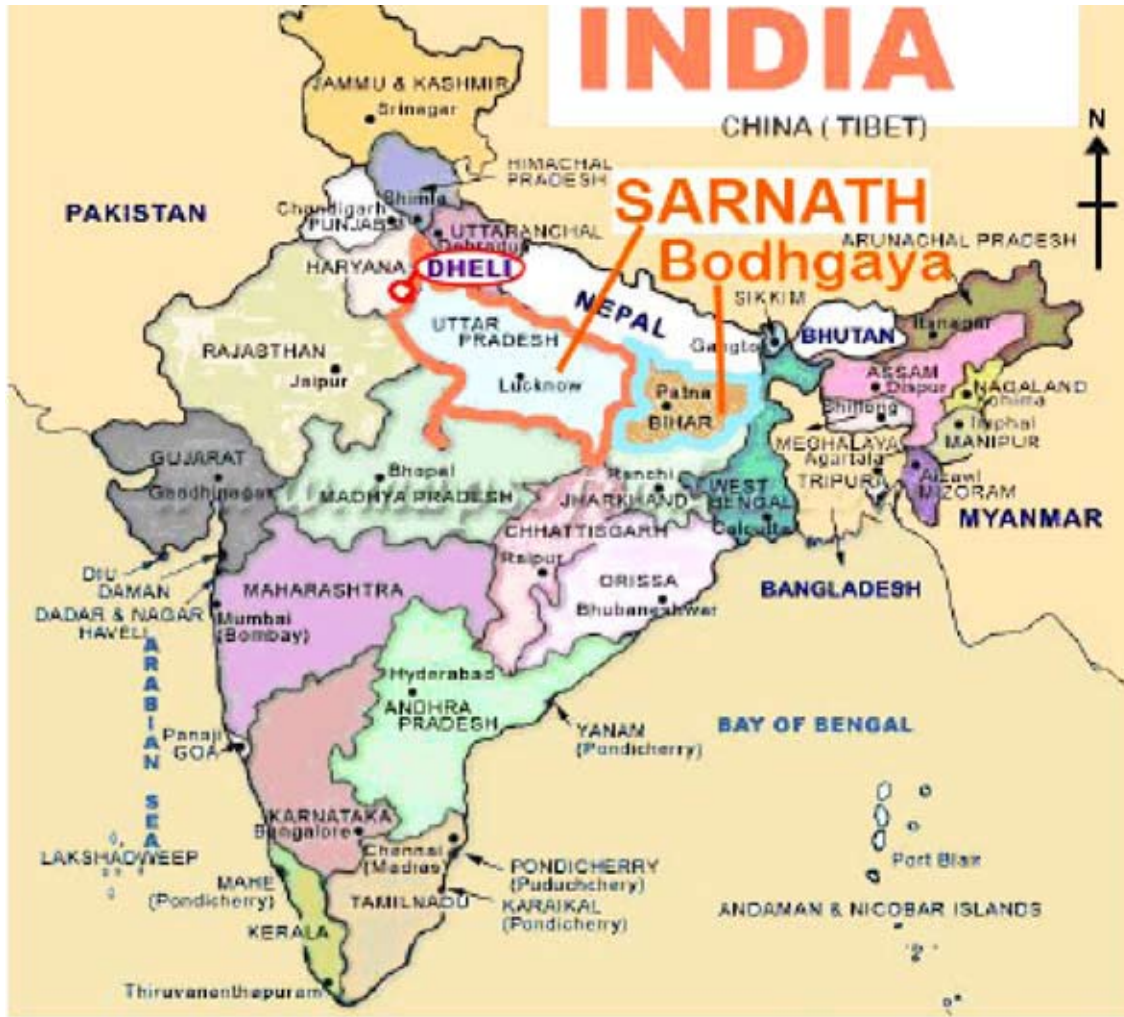 INDIA
CHINA ( TIBET)
N
JAMMU & KASHMIR
Srinagar
HIMACHAL
PRADESH
SARNATH
PAKISTAN
Shimla
Chandigarh
PUNJAB
UTTARANCHAL
ARUNACHAL PRADESH
Bodhgaya
HARYANA
DHELI
NEPAL
SIKKIM
UTTAR
PRADESH
BHUTAN
RAJASTHAN
Jaipur
Lucknow
ASSAM
Dispur
NAGALAND
Kohima
Patna
BIHAR
Shillong
Imphal
MANIPUR
MEGHALAYA
Agartala
TRIPURA
GUJARAT
Gandhinagar
Bhopal
MADHYA PRADESH
Ranchi
JHARKHAND
WEST
BENGAL
Calcutta
MIZORAM
MYANMAR
CHHATTISGARH
Raipur
DIU
DAMAN
DADAR & NAGAR
HAVELI
MAHARASHTRA
ORISSA
Bhubaneshwar
BANGLADESH
Mumbai
(Bombay)
ARABIAN SEA
Hyderabad
ANDHRA
PRADESH
Panaji
GOA
YANAM
(Pondicherry)
BAY OF BENGAL
KARNATAKA
Bangalore
LAKSHADWEEP
Chennai
(Madras)
PONDICHERRY
(Puduchchery)
Port Blair
MAHE
(Pondicherry)
TAMILNADU
KARAIKAL
(Pondicherry)
ANDAMAN & NICOBAR ISLANDS
KERALA
Thiruvananthapuram